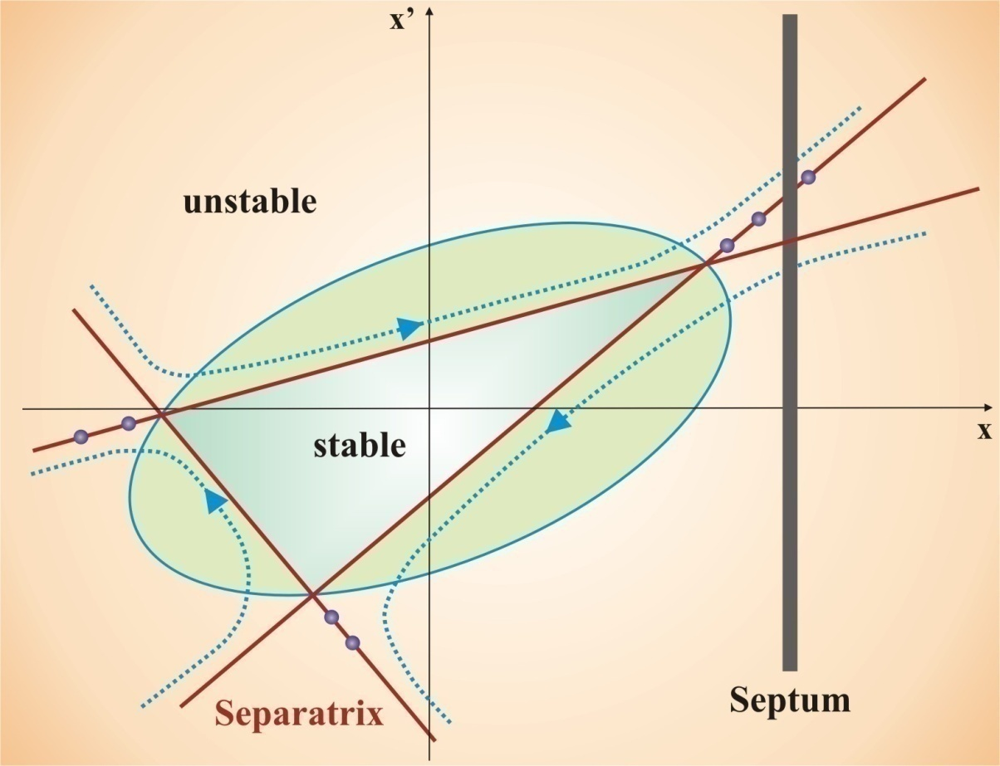 x’
unstable
stable
x
Separatrix
Septum